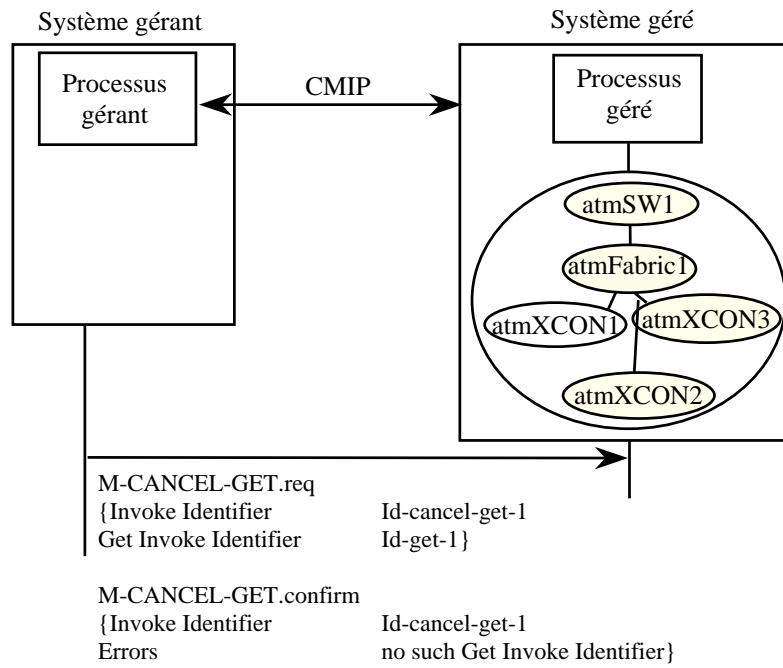 Système gérant
Système géré
Processus
gérant
CMIP
Processus
géré
atmSW1
atmFabric1
atmXCON1
atmXCON3
atmXCON2
M-CANCEL-GET.req
{Invoke Identifier Id-cancel-get-1
Get Invoke Identifier Id-get-1}
M-CANCEL-GET.confirm
{Invoke Identifier Id-cancel-get-1
Errors no such Get Invoke Identifier}